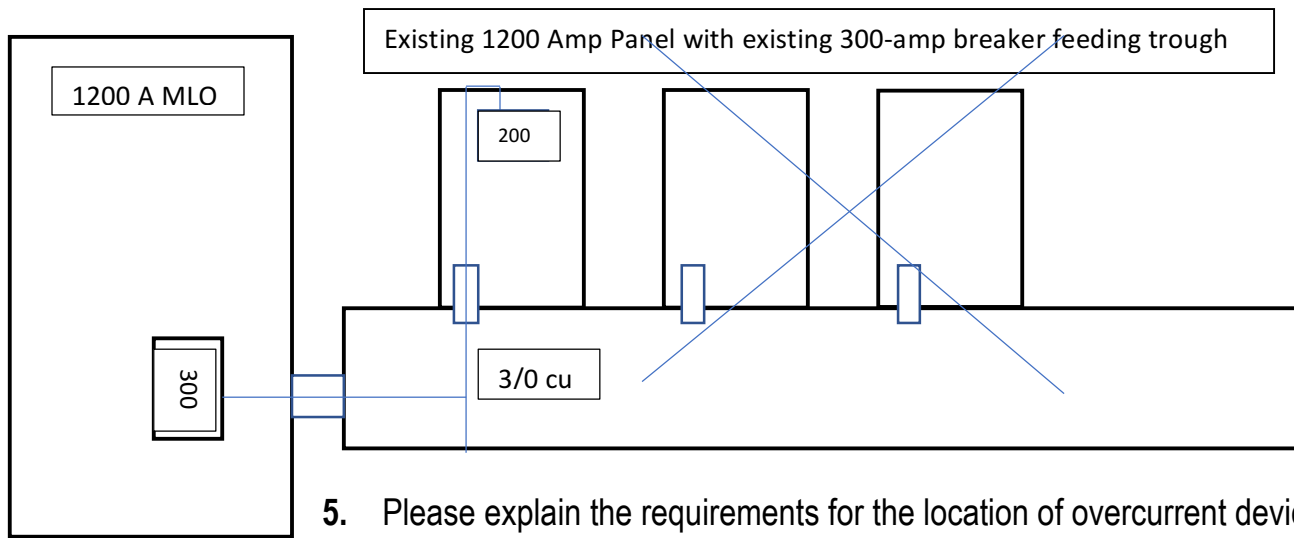 Existing 1200 Amp Panel with existing 300-amp breaker feeding trough
1200 A MLO
200
300
3/0 cu
5. Please explain the requirements for the location of overcurrent devi